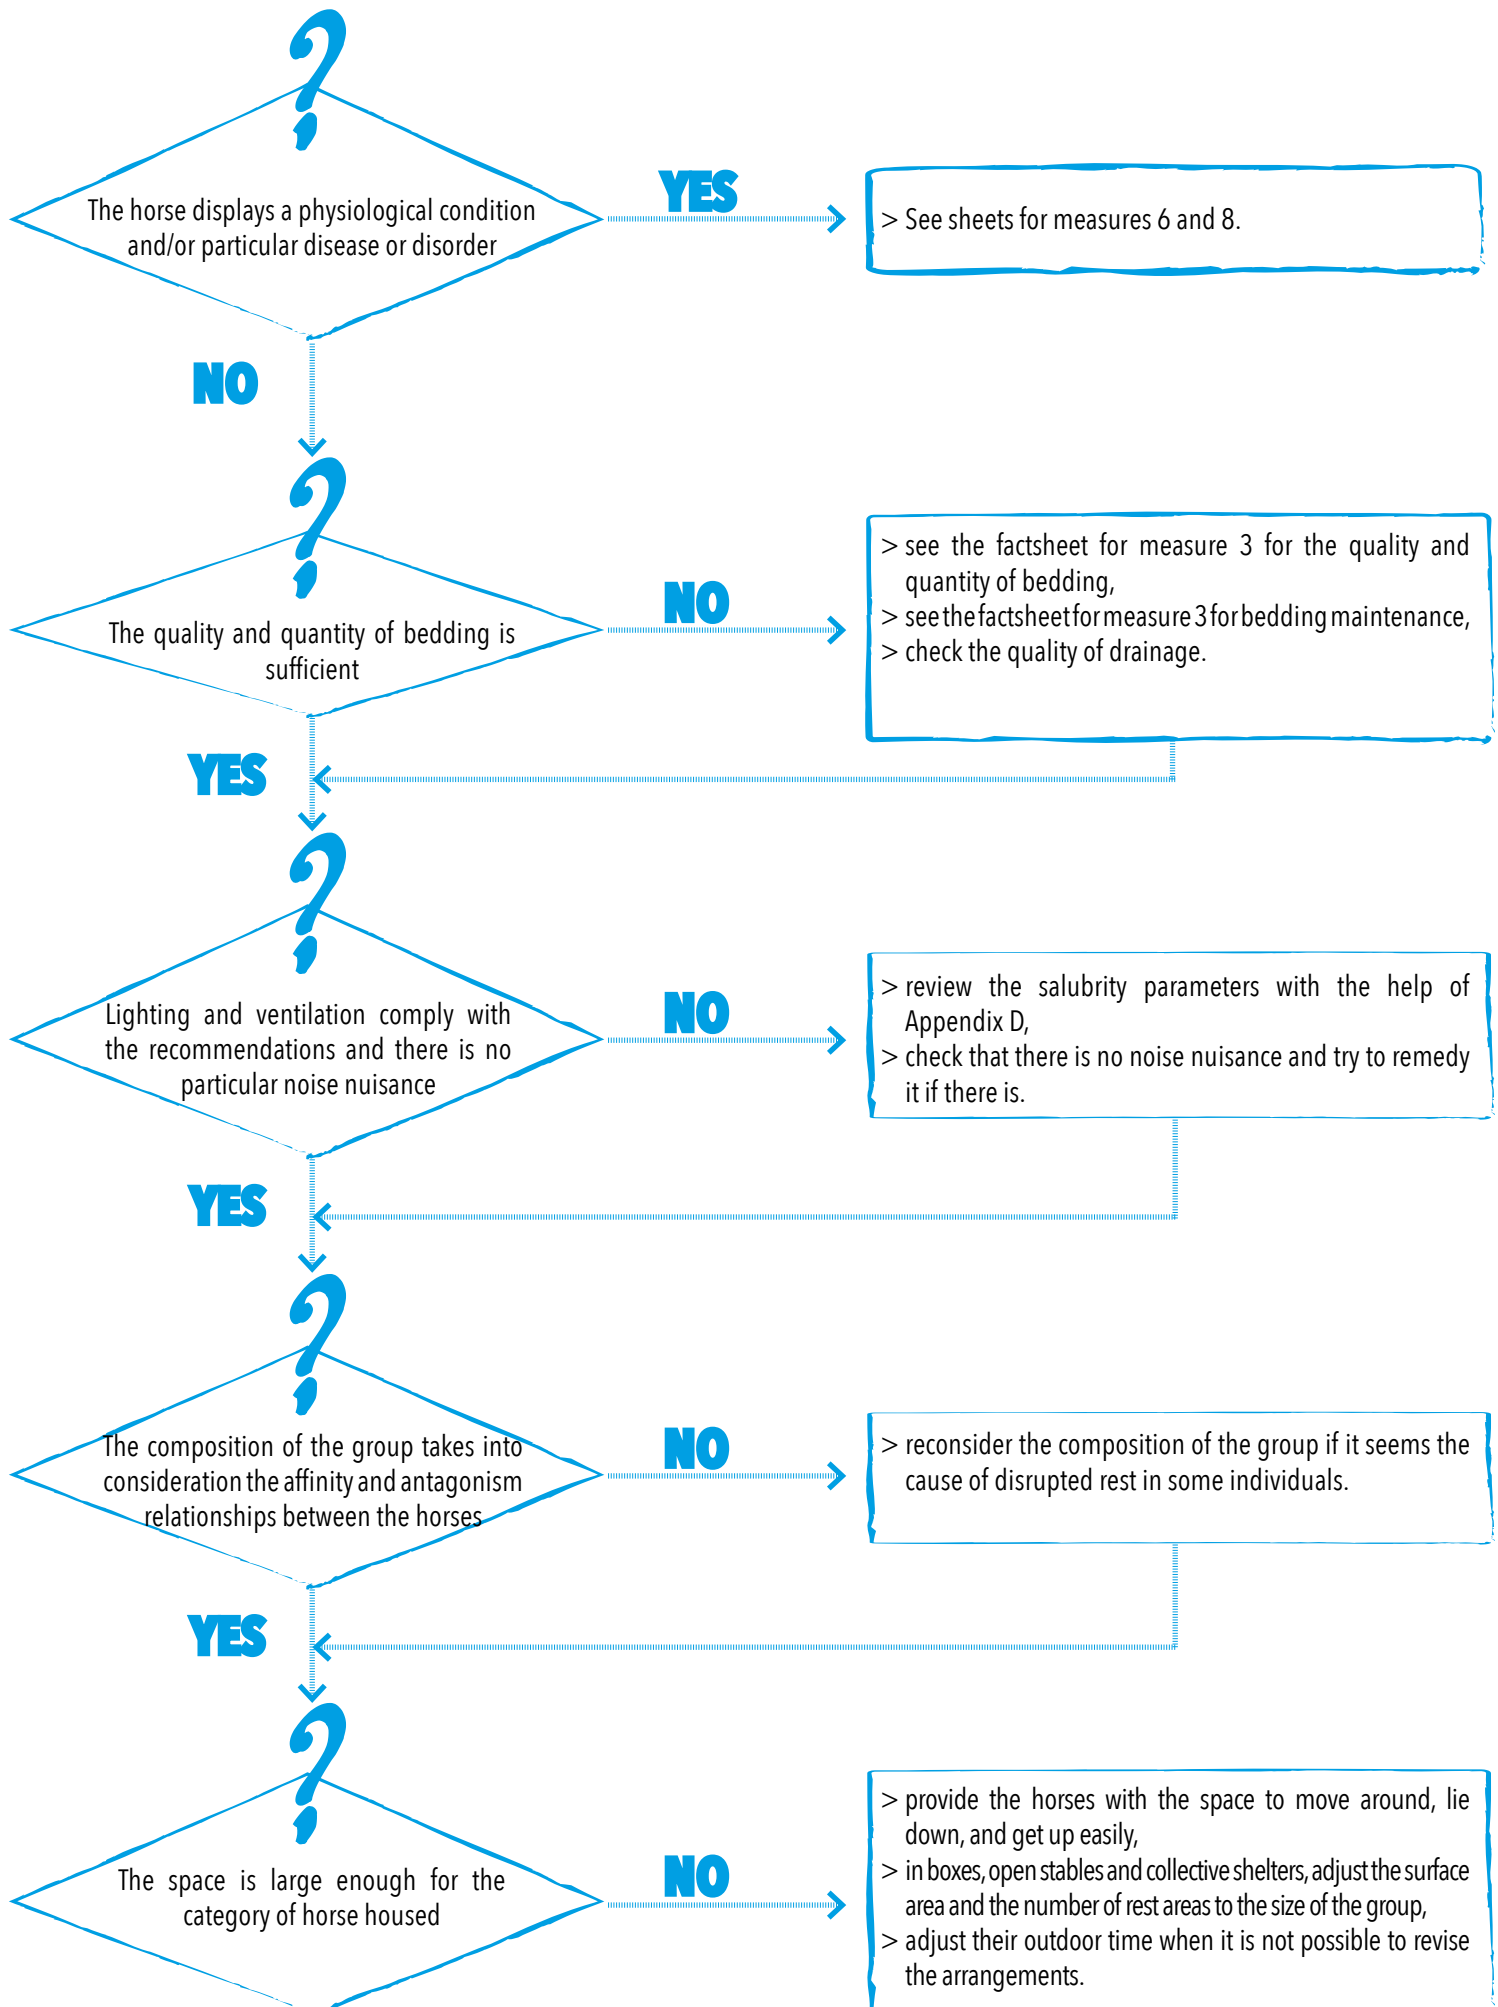 ?
The horse displays a physiological condition
and/or particular disease or disorder
YES
> See sheets for measures 6 and 8.
NO
?
The quality and quantity of bedding is
sufficient
NO
> see the factsheet for measure 3 for the quality and
quantity of bedding,
> see the factsheet for measure 3 for bedding maintenance,
> check the quality of drainage.
YES
?
Lighting and ventilation comply with
the recommendations and there is no
particular noise nuisance
NO
> review the salubrity parameters with the help of
Appendix D,
> check that there is no noise nuisance and try to remedy
it if there is.
YES
?
The composition of the group takes into
consideration the affinity and antagonism
relationships between the horses
NO
> reconsider the composition of the group if it seems the
cause of disrupted rest in some individuals.
YES
?
The space is large enough for the
category of horse housed
NO
> provide the horses with the space to move around, lie
down, and get up easily,
> in boxes, open stables and collective shelters, adjust the surface
area and the number of rest areas to the size of the group,
> adjust their outdoor time when it is not possible to revise
the arrangements.